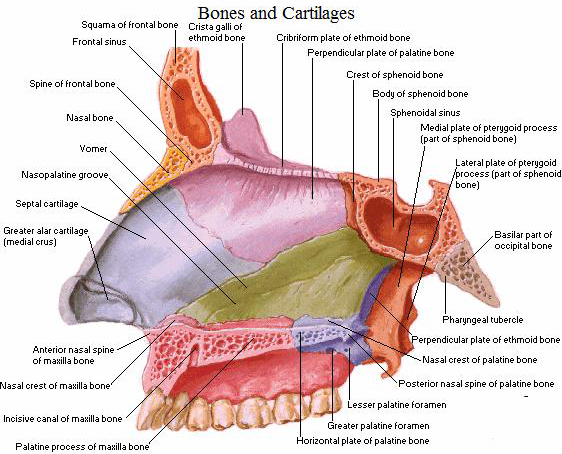 Bones and Cartilages
Squama of frontal bone
Crista galli of
ethmoid bone
Cribriform plate of ethmoid bone
Frontal sinus
Perpendicular plate of palatine bone
Crest of sphenoid bone
Spine of frontal bone
Body of sphenoid bone
Sphenoidal sinus
Nasal bone
Medial plate of pterygoid process
(part of sphenoid bone)
Vomer
Lateral plate of pterygoid
process (part of sphenoid
bone)
Nasopalatine groove
Septal cartilage
Greater alar cartilage
(medial crus)
Basilar part of
occipital bone
Pharyngeal tubercle
Perpendicular plate of ethmoid bone
Anterior nasal spine
of maxilla bone
Nasal crest of palatine bone
Nasal crest of maxilla bone
Posterior nasal spine of palatine bone
Lesser palatine foramen
Incisive canal of maxilla bone
Greater palatine foramen
Palatine process of maxilla bone
Horizontal plate of palatine bone